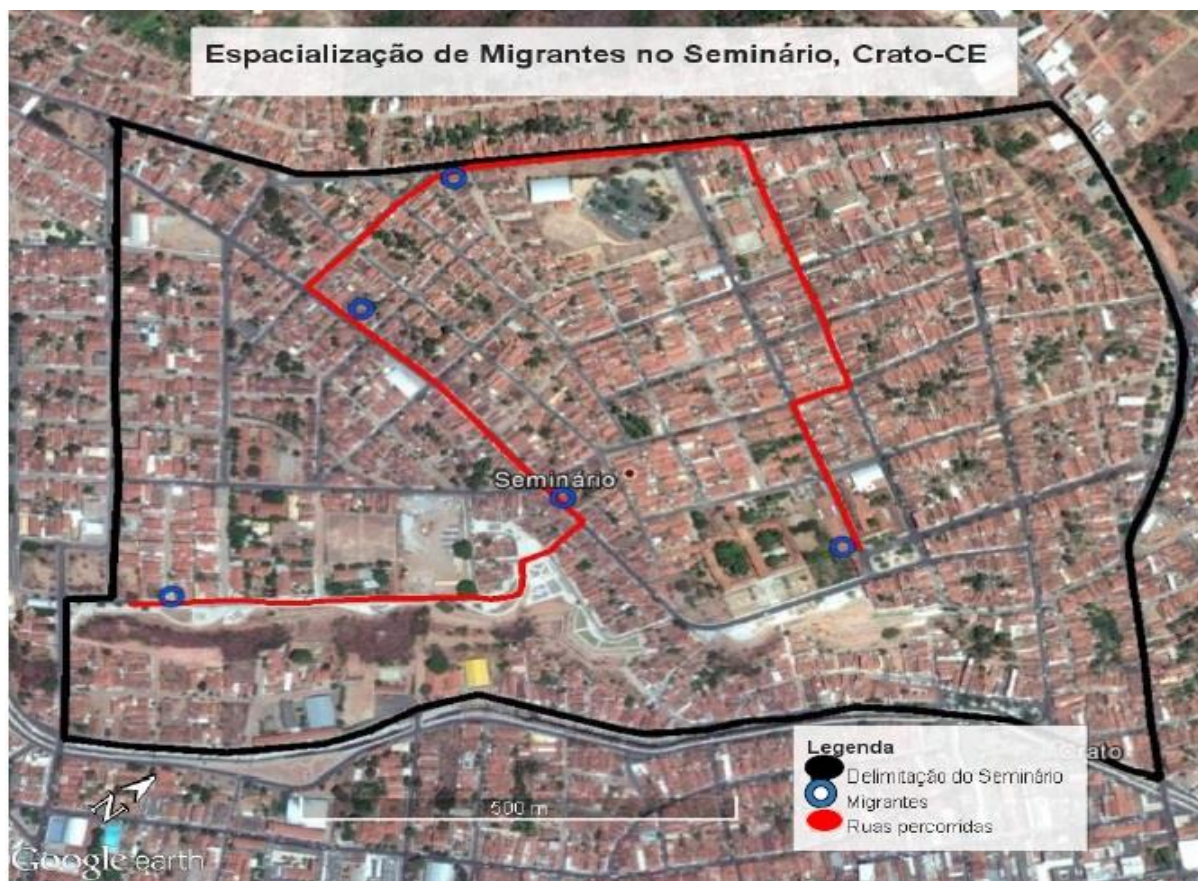 Espacialização de Migrantes no Seminário, Crato-CE
Seminário
Crato
Legenda
Delimitação do Seminário
Migrantes
Ruas percorridas
500 m
N
Google earth